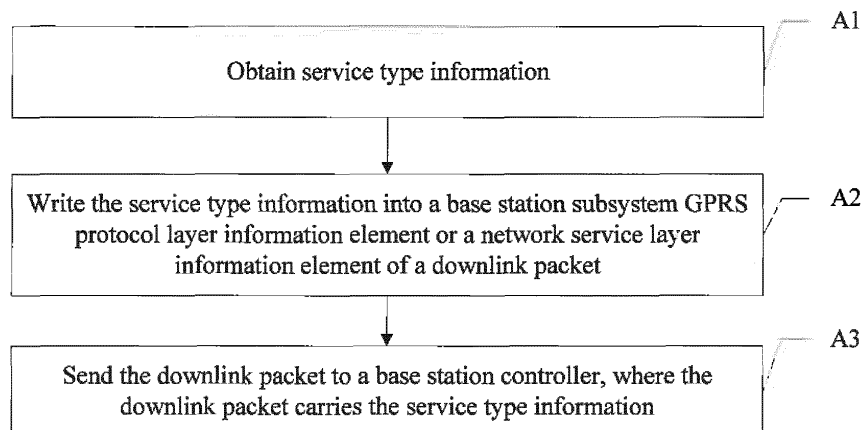 A1
Obtain service type information
Write the service type information into a base station subsystem GPRS
protocol layer information element or a network service layer
information element of a downlink packet
A2
Send the downlink packet to a base station controller, where the
downlink packet carries the service type information
A3